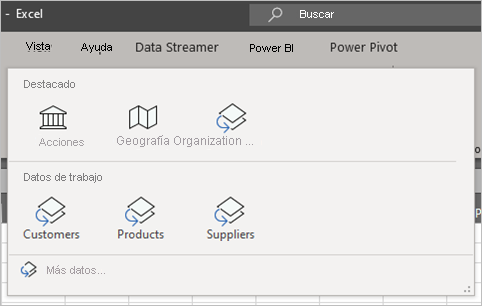 - Excel
Buscar
Vista Ayuda Data Streamer Power BI Power Pivot
Destacado
Acciones Geografía Organization ...
Datos de trabajo
Customers Products Suppliers
Más datos...